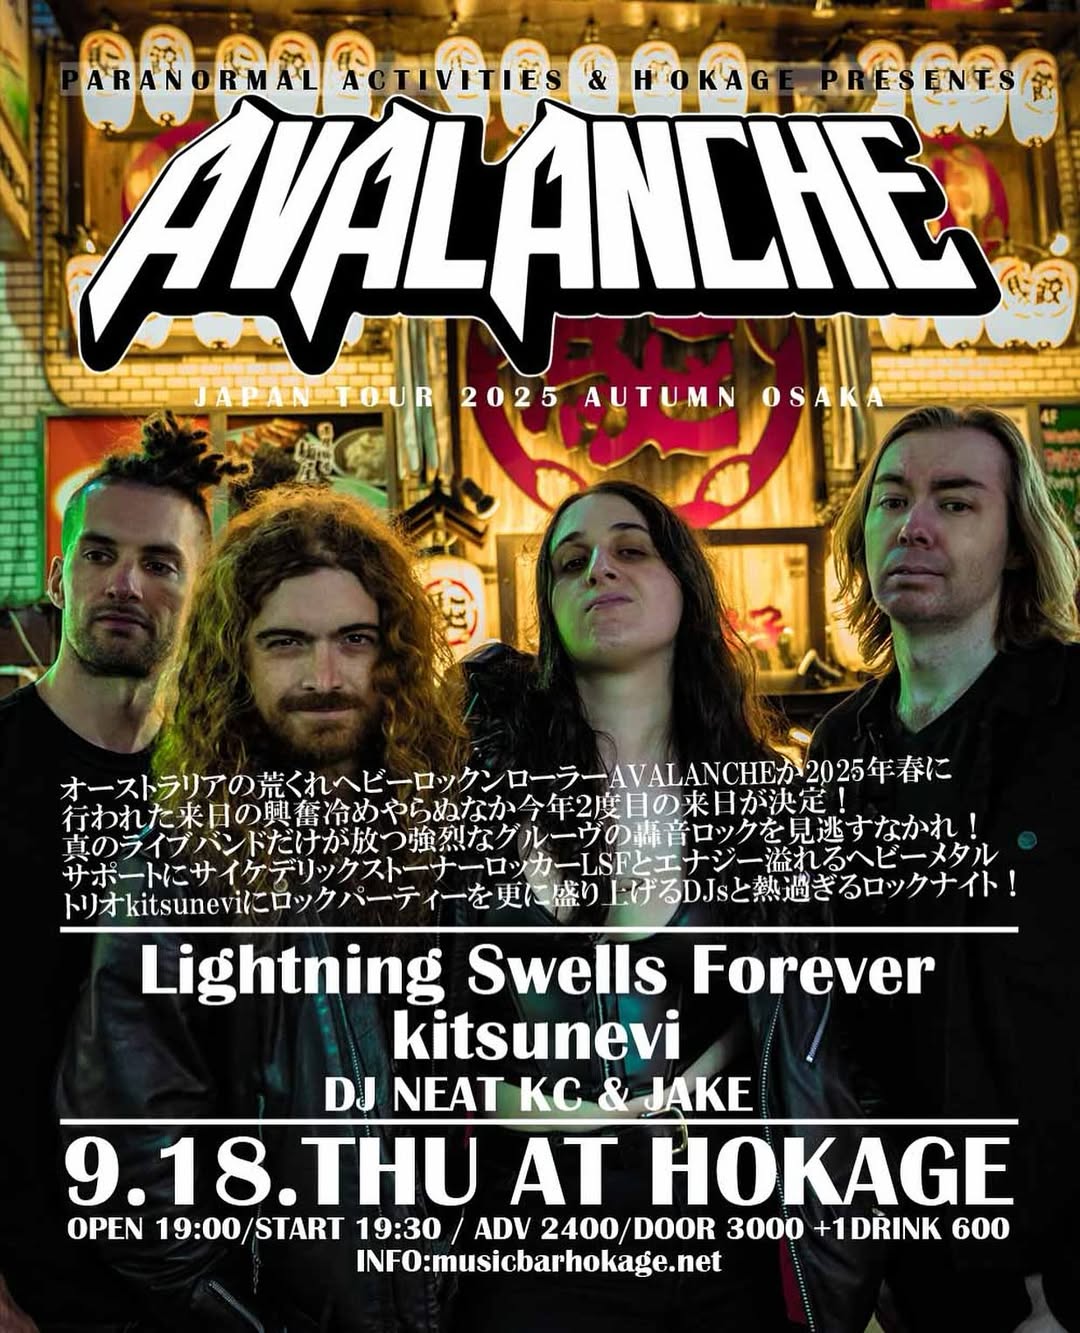 PARANORMAL ACTIVITIES & HOKAGE PRESENTS
AVALANCHE
JAPAN TOUR 2025 AUTUMN OSAKA
オーストラリアの荒くれヘビーロックンローラーAVALANCHEが2025年春に
行われた来日の興奮冷めやらぬなか今年2度目の来日が決定！
真のライブバンドだけが放つ強烈なグルーヴの轟音ロックを見逃すなかれ！
サポートにサイケデリックストーナーロッカーLSFとエナジー溢れるヘビーメタル
トリオkitsuneviにロックパーティーを更に盛り上げるDJsと熱過ぎるロックナイト！
Lightning Swells Forever
kitsunevi
DJ NEAT KC & JAKE
9.18.THU AT HOKAGE
OPEN 19:00/START 19:30 / ADV 2400/DOOR 3000 +1DRINK 600
INFO:musicbarhokage.net